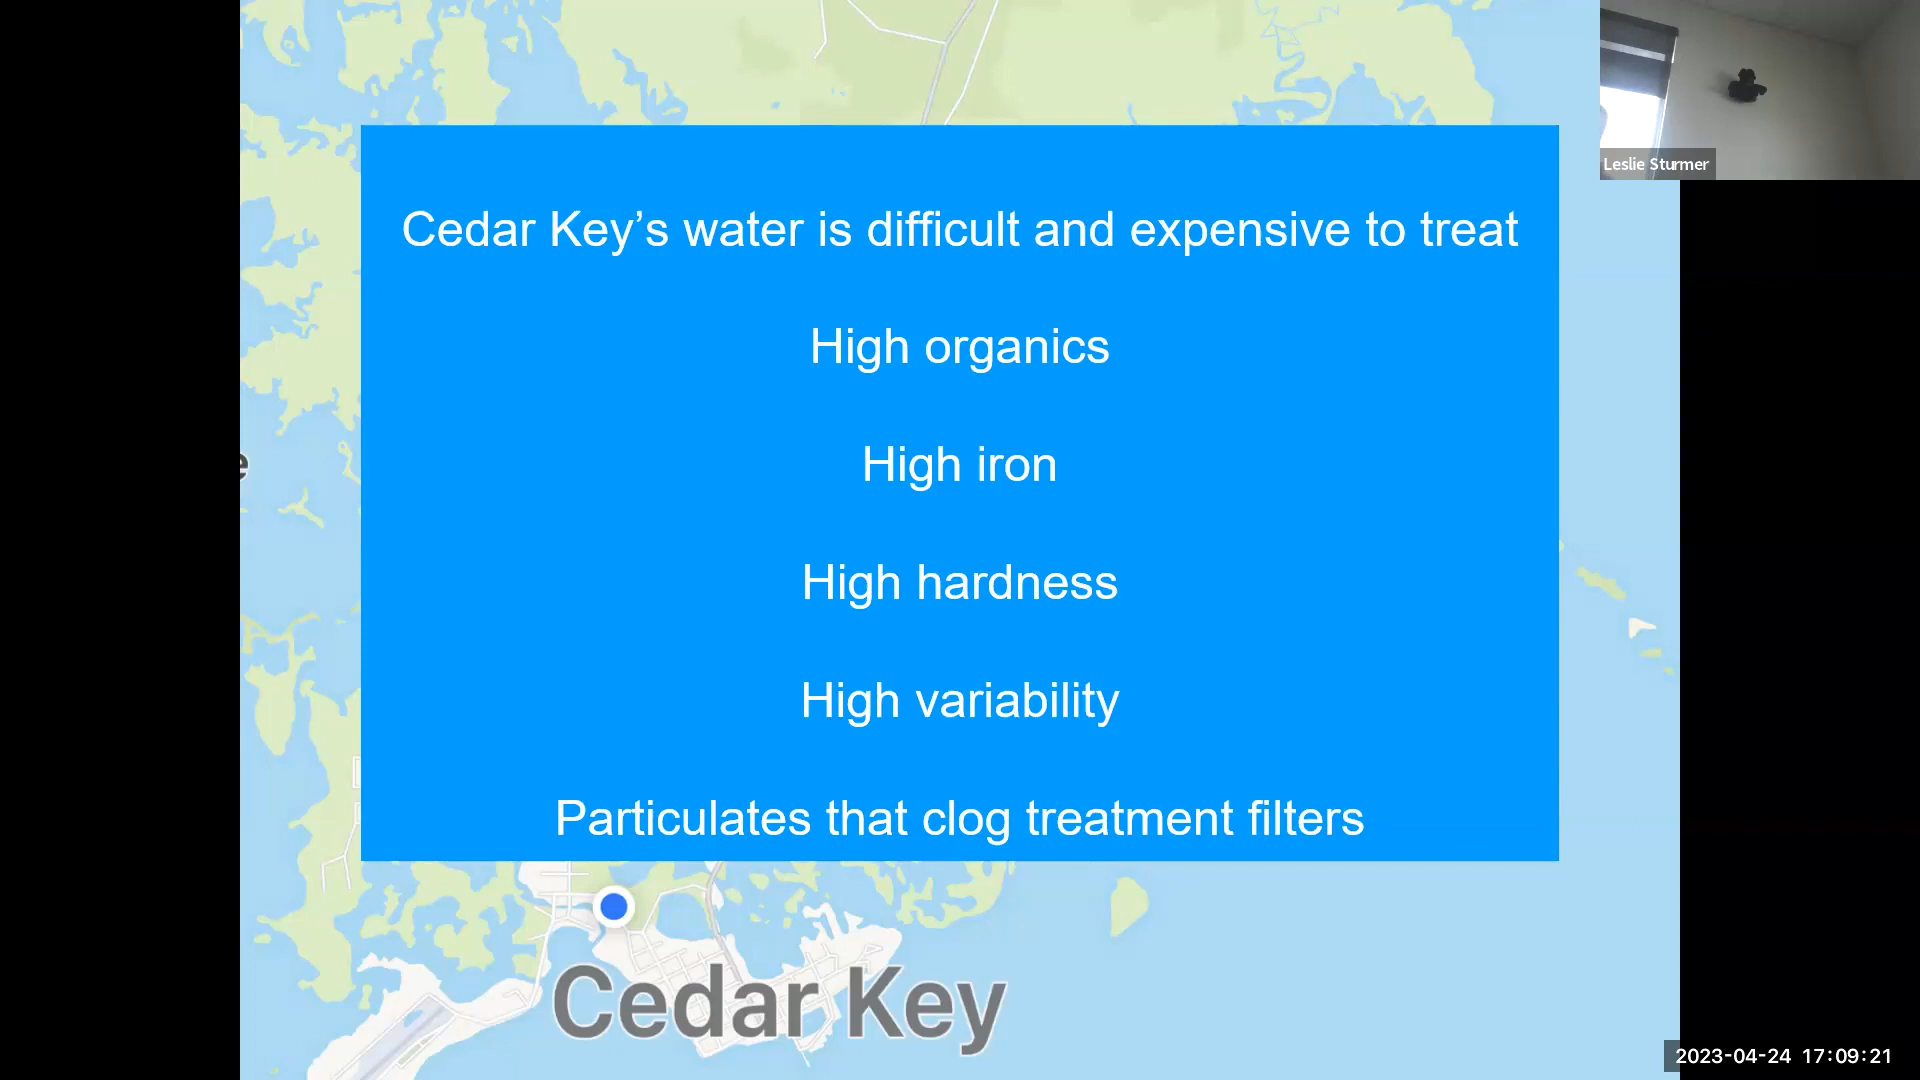 Leslie Sturmer
Cedar Key’s water is difficult and expensive to treat
High organics
High iron
High hardness
High variability
Particulates that clog treatment filters
e
Cedar Key
2023-04-24 17:09:21